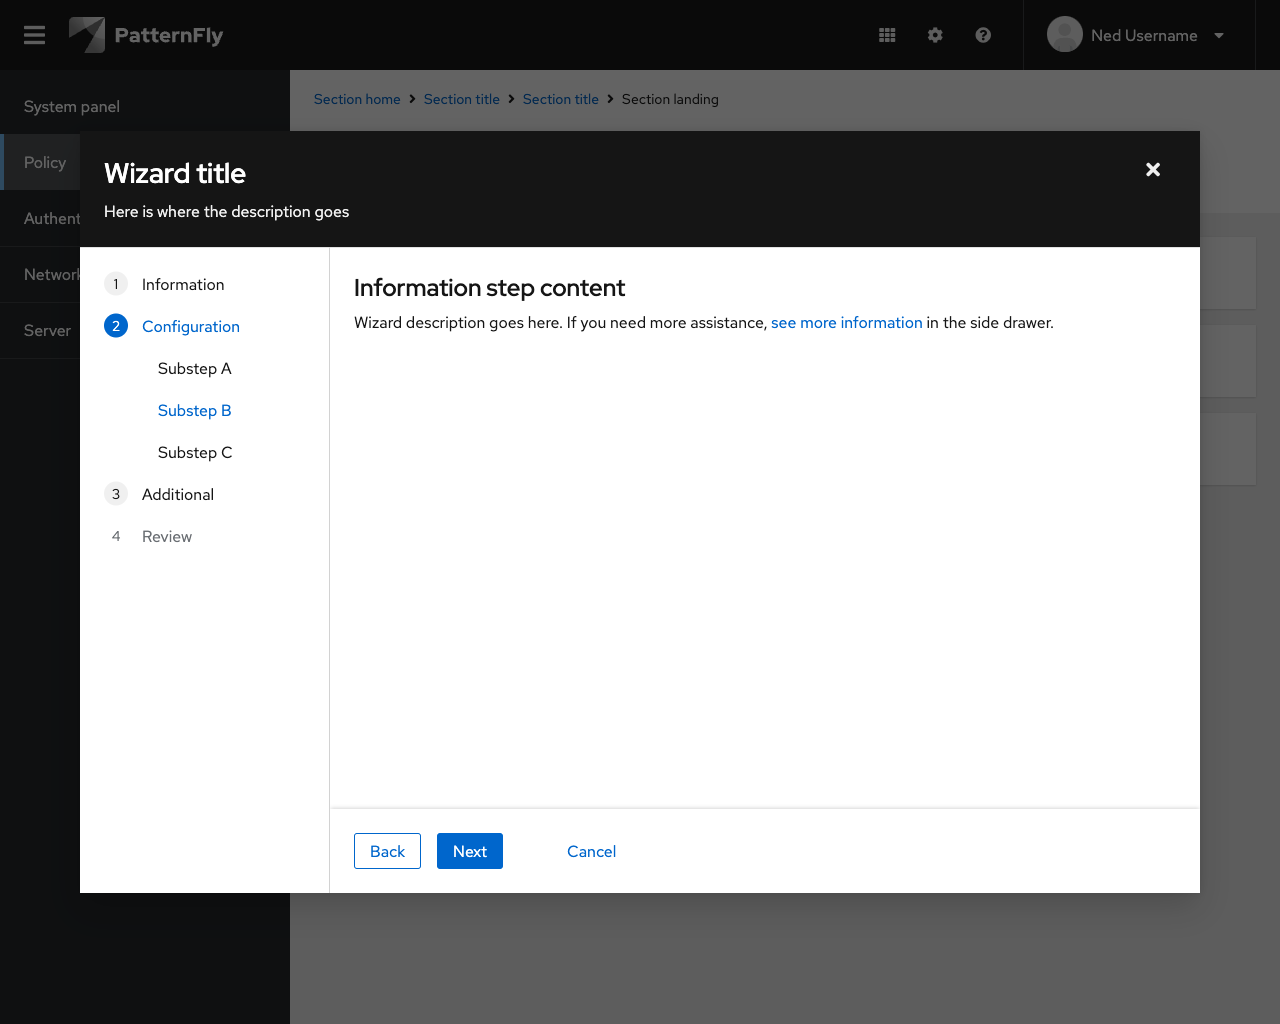 PatternFly
Ned Username
System panel
Policy
Authent
Network
Server
Section home > Section title > Section title > Section landing
Wizard title
Here is where the description goes
1 Information
2 Configuration
Substep A
Substep B
Substep C
3 Additional
4 Review
Information step content
Wizard description goes here. If you need more assistance, see more information in the side drawer.
Back
Next
Cancel